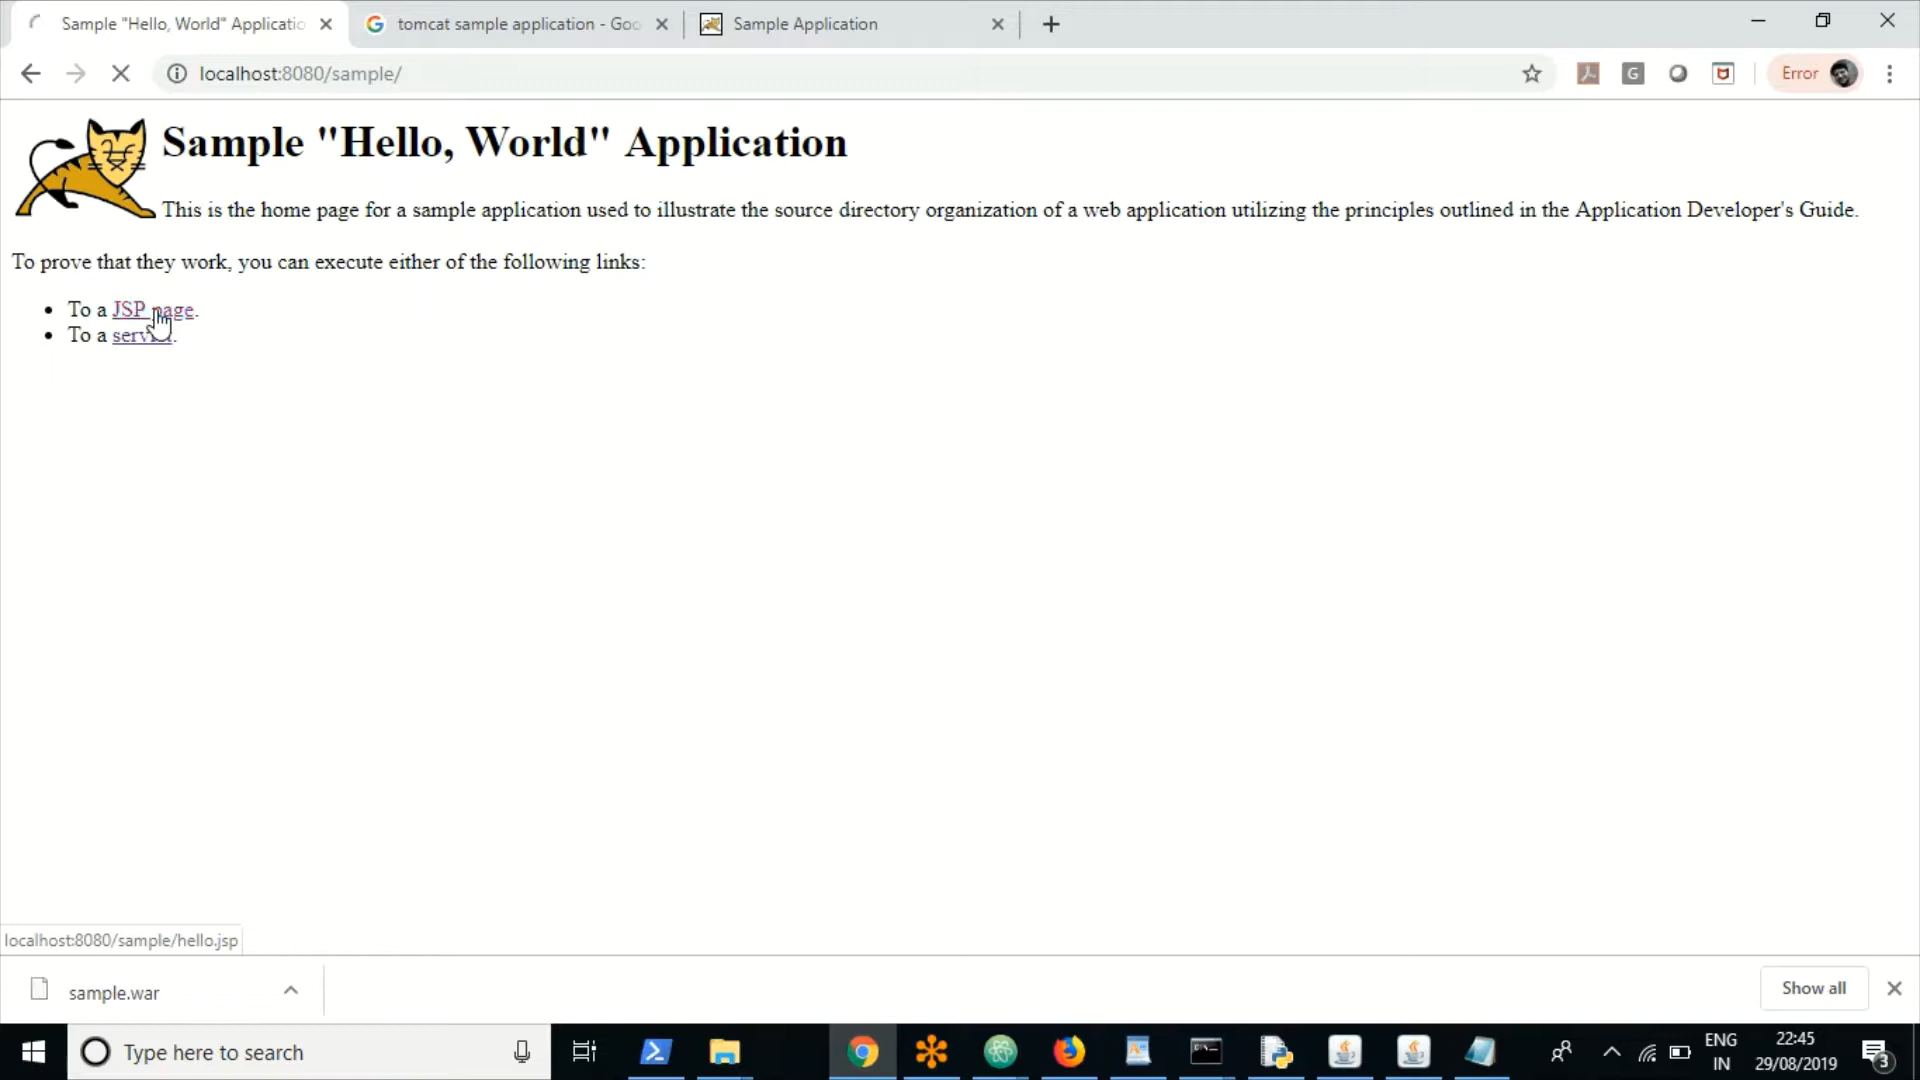 Sample "Hello, World" Applicatio
tomcat sample application - Goo
Sample Application
localhost:8080/sample/
Error
Sample "Hello, World" Application
This is the home page for a sample application used to illustrate the source directory organization of a web application utilizing the principles outlined in the Application Developer's Guide.
To prove that they work, you can execute either of the following links:
To a JSP page.
To a
localhost:8080/sample/hello.jsp
sample.war
Show all
Type here to search
ENG
IN
22:45
29/08/2019
3